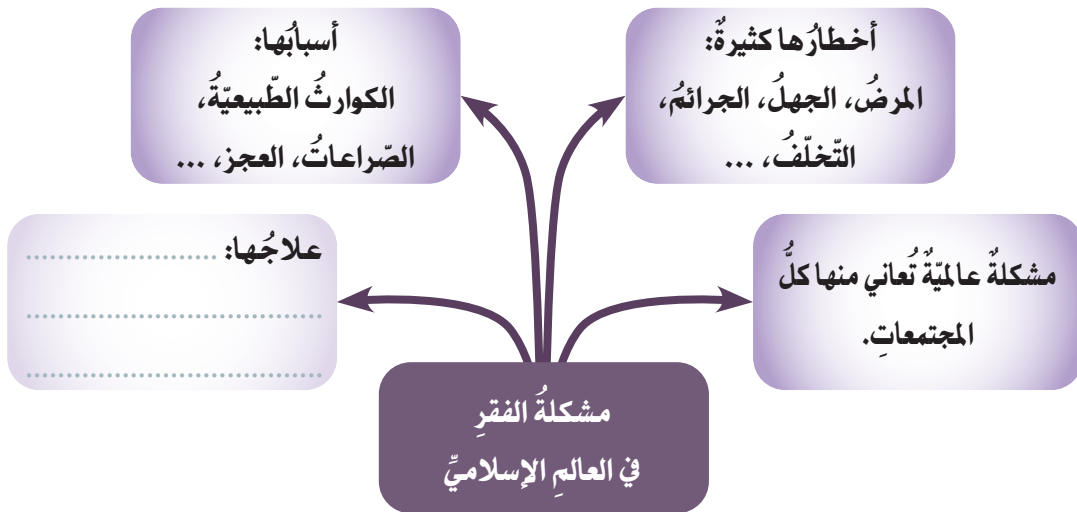 أخطارُها كثيرةٌ:
المرضُ، الجهلُ، الجرائمُ،
التّخلّفُ، ...
أسبابُها:
الكوارثُ الطّبيعيّةُ،
الصّراعاتُ، العجز، ...
مشكلةٌ عالميّةٌ تُعاني منها كلُّ
المجتمعاتِ.
علاجُها: ........................
.....................................
.....................................
مشكلةُ الفقرِ
في العالمِ الإسلاميِّ